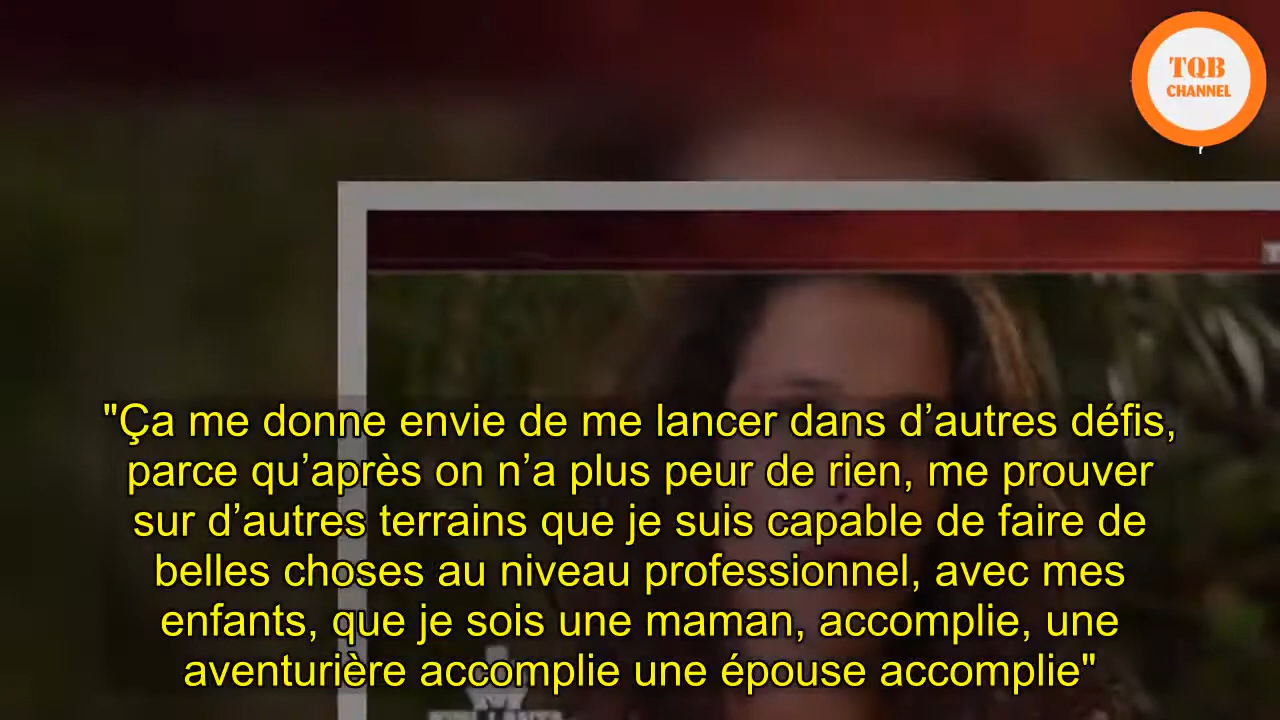 TQB
CHANNEL
"Ça me donne envie de me lancer dans d’autres défis,
parce qu’après on n’a plus peur de rien, me prouver
sur d’autres terrains que je suis capable de faire de
belles choses au niveau professionnel, avec mes
enfants, que je sois une maman, accomplie, une
aventurière accomplie une épouse accomplie"